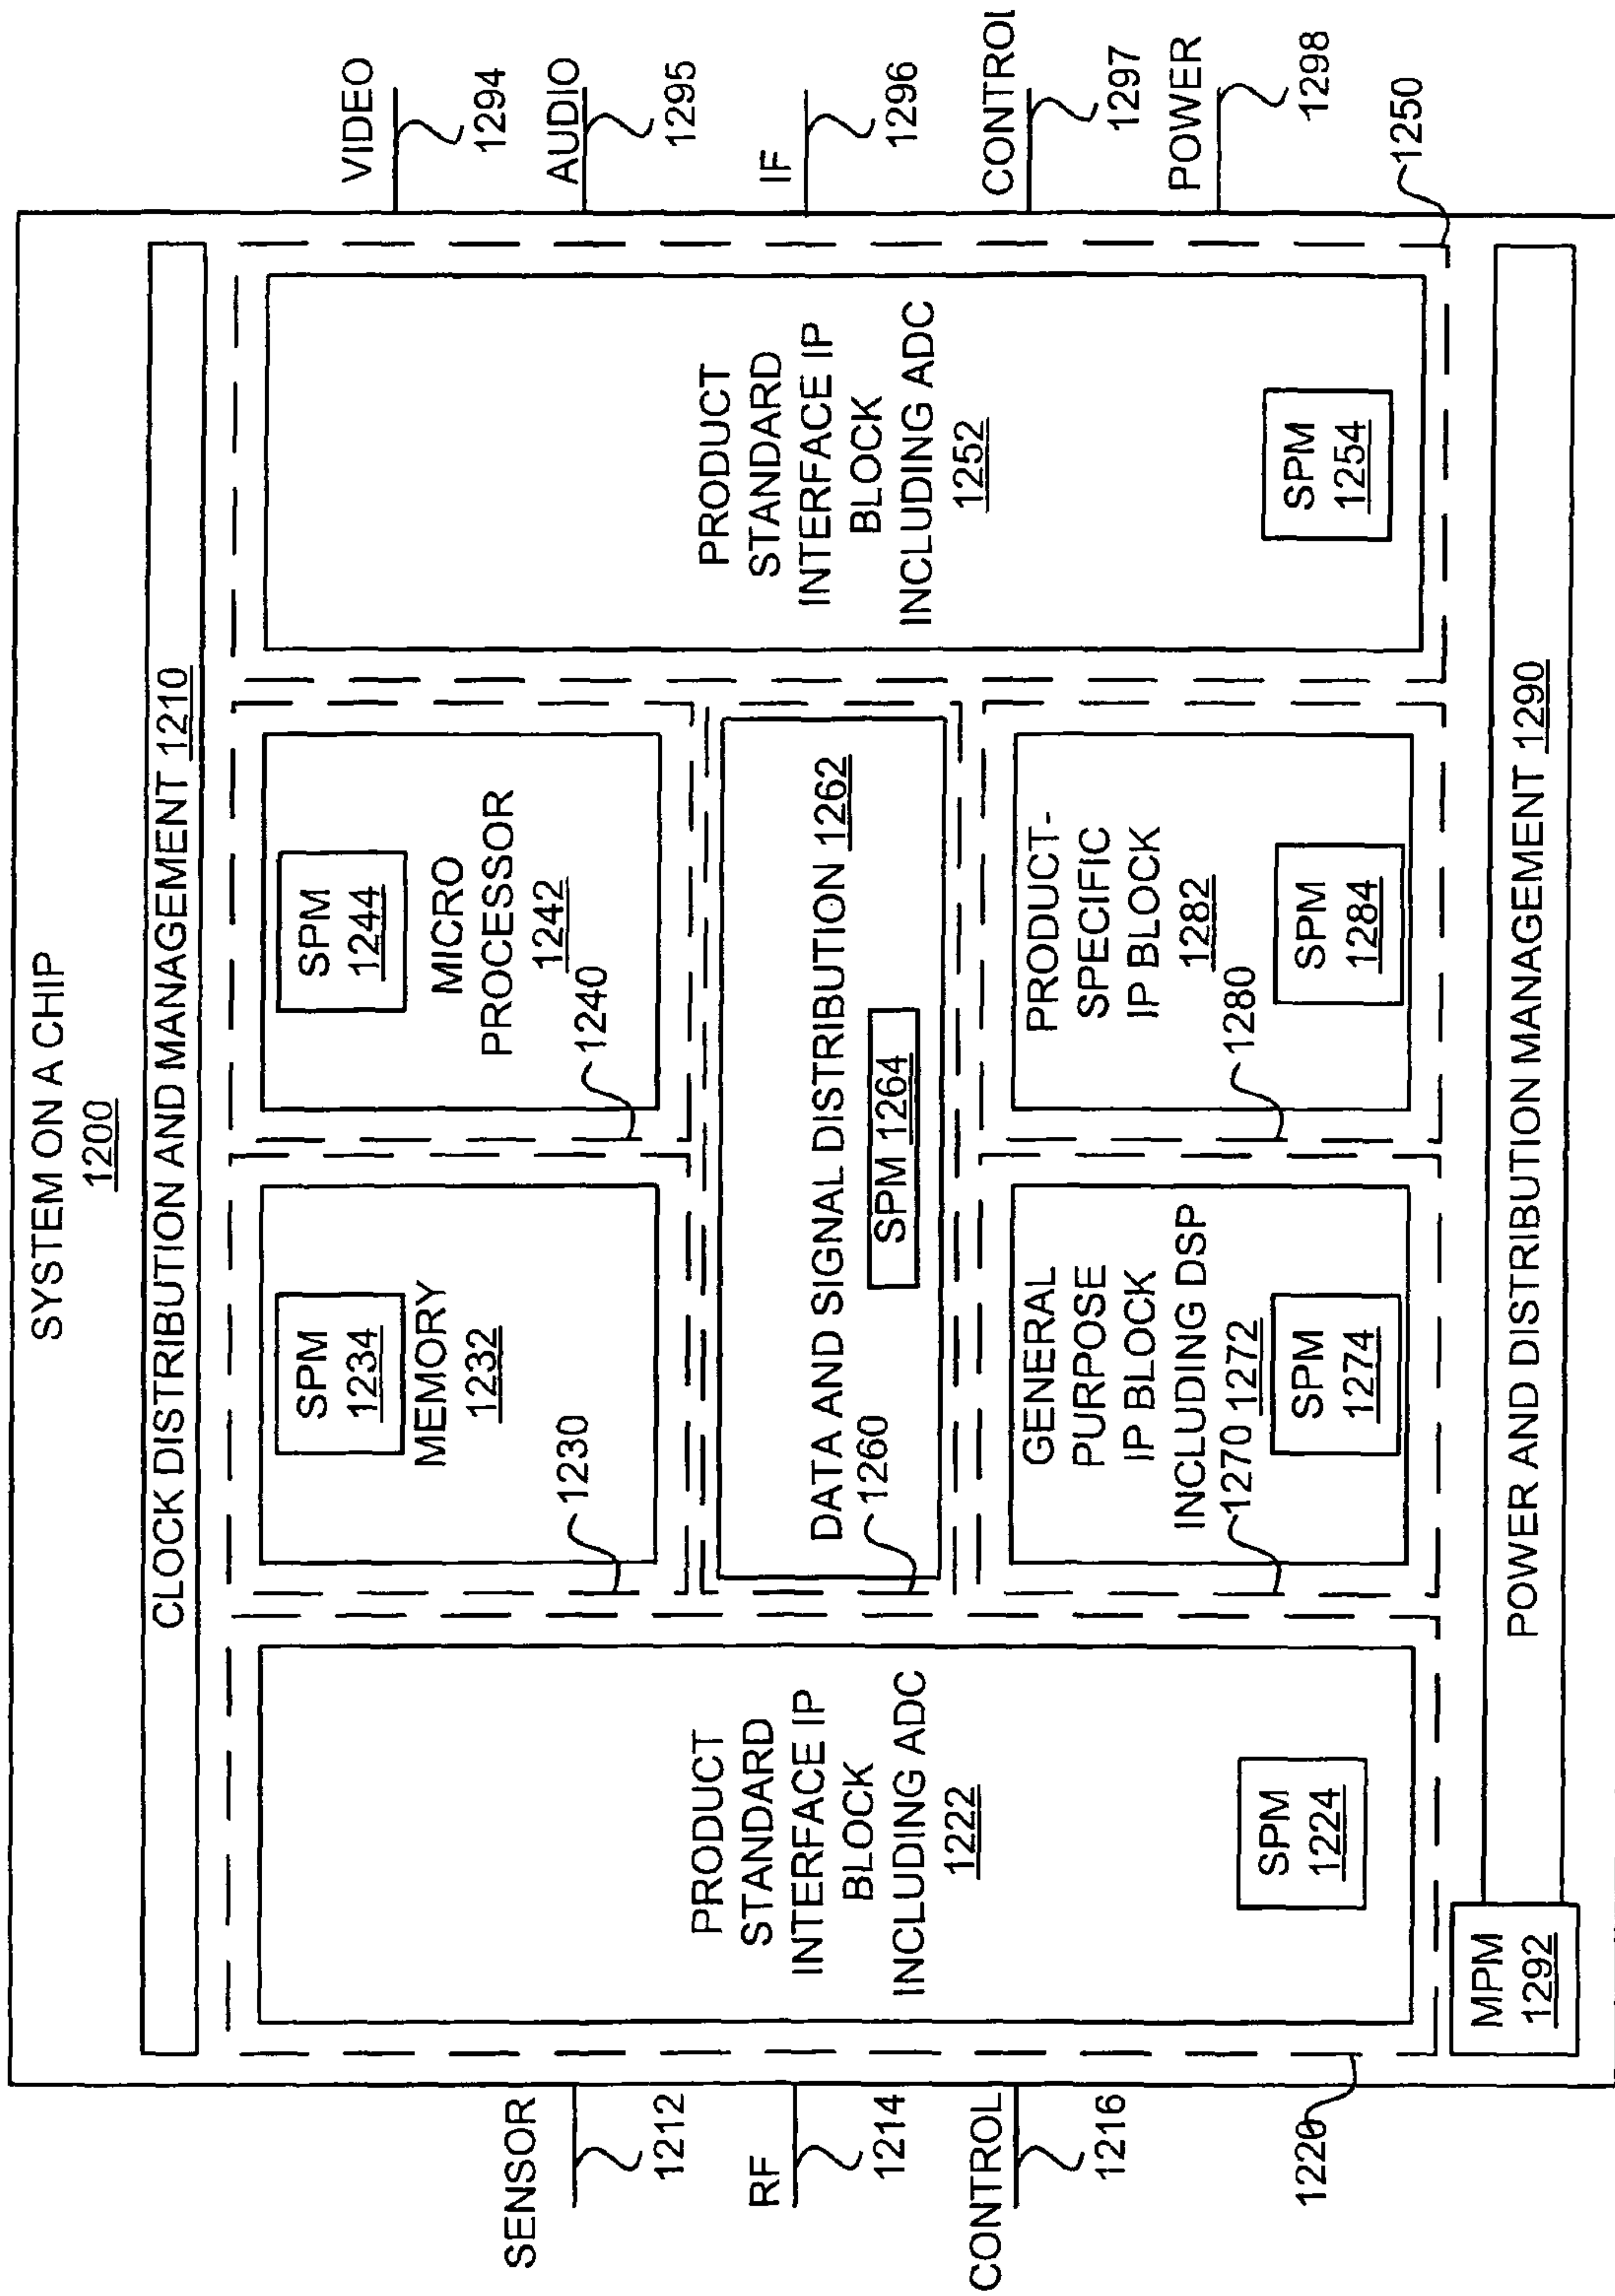 SYSTEM ON A CHIP
1200
CLOCK DISTRIBUTION AND MANAGEMENT 1210
SENSOR
1212
RF
1214
CONTROL
1216
1220
PRODUCT
STANDARD
INTERFACE IP
BLOCK
INCLUDING ADC
1222
SPM
1224
SPM
1234
MEMORY
1232
1230
SPM
1244
MICRO
PROCESSOR
1242
1240
DATA AND SIGNAL DISTRIBUTION 1262
1260
SPM 1264
GENERAL
PURPOSE
IP BLOCK
INCLUDING DSP
1270
1272
SPM
1274
PRODUCT-
SPECIFIC
IP BLOCK
1282
1280
SPM
1284
PRODUCT
STANDARD
INTERFACE IP
BLOCK
INCLUDING ADC
1252
SPM
1254
VIDEO
1294
AUDIO
1295
IF
1296
CONTROL
1297
POWER
1298
1250
MPM
1292
POWER AND DISTRIBUTION MANAGEMENT 1290